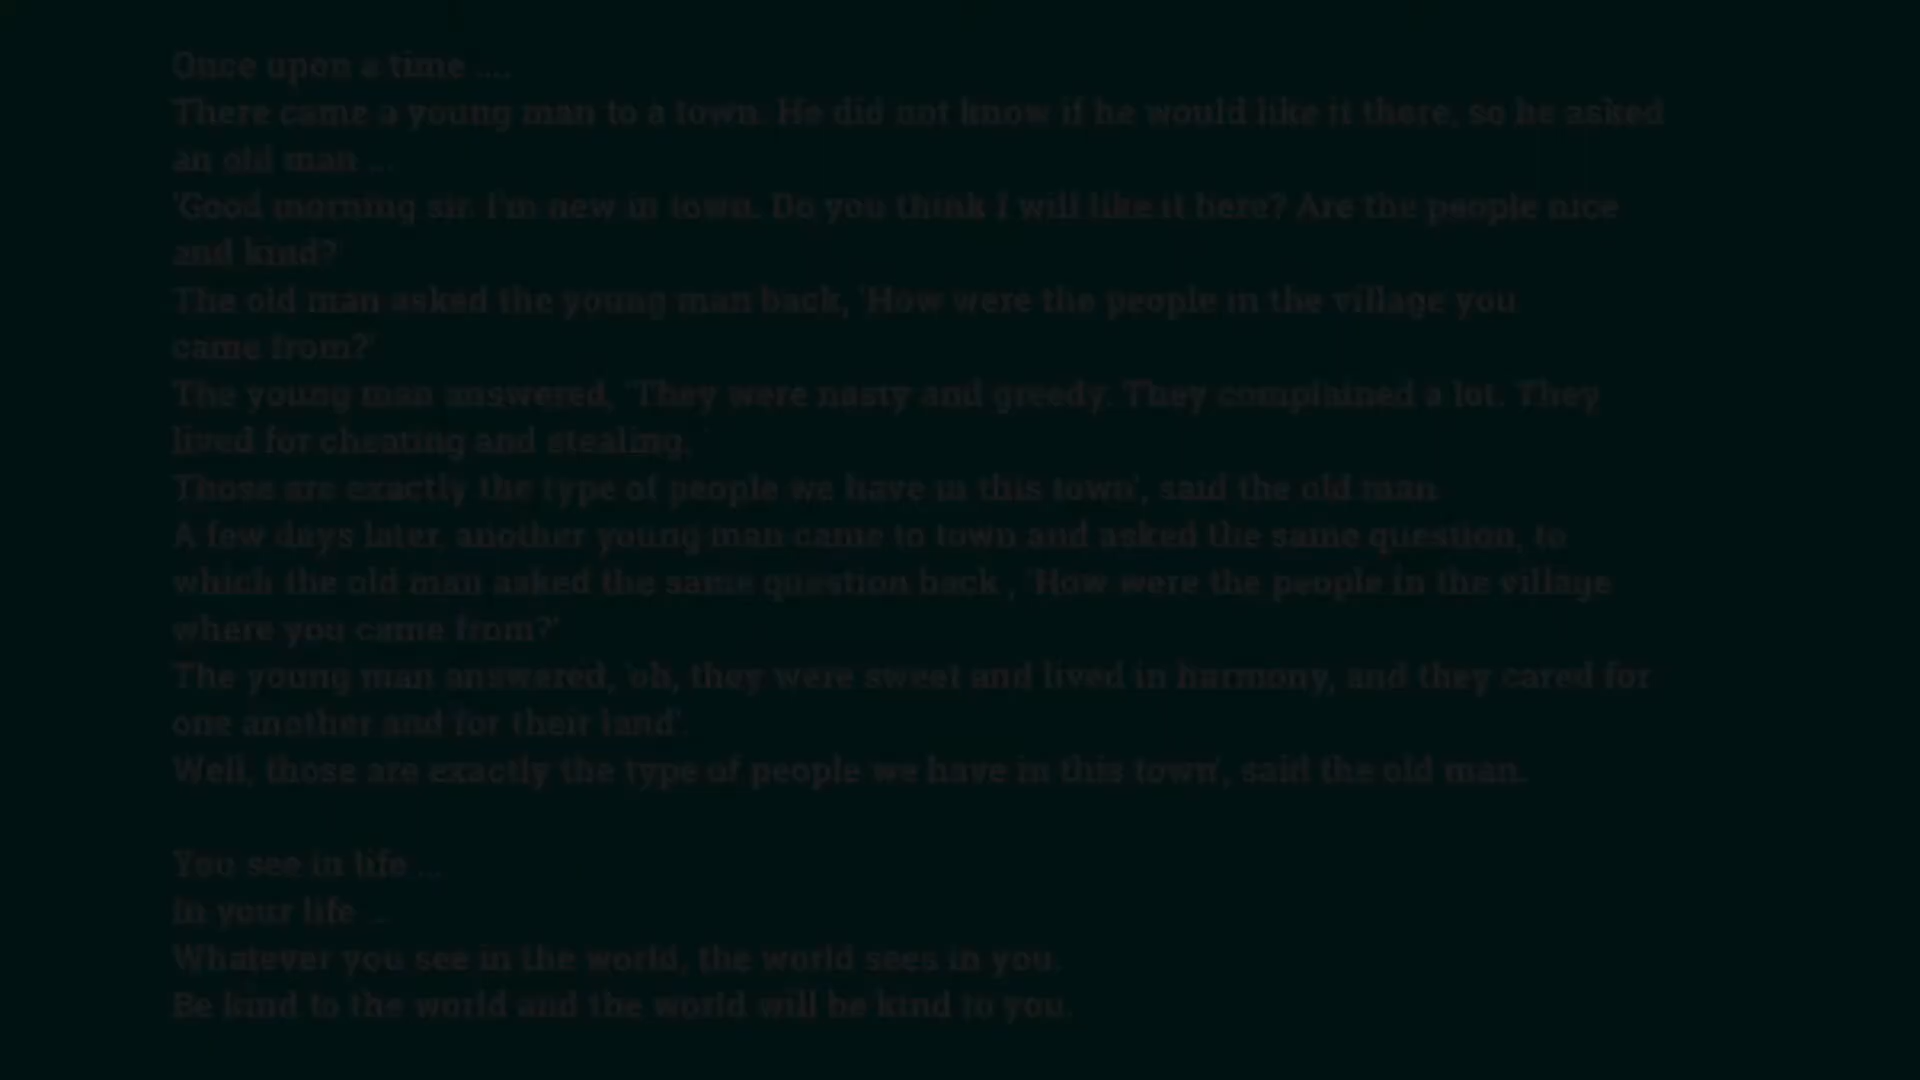 Once upon a time ....
There came a young man to a town. He did not know if he would like it there, so he asked
an old man ...
'Good morning sir. I'm new in town. Do you think I will like it here? Are the people nice
and kind?'
The old man asked the young man back, 'How were the people in the village you
came from?'
The young man answered, 'They were nasty and greedy. They complained a lot. They
lived for cheating and stealing. '
Those are exactly the type of people we have in this town', said the old man
A few days later, another young man came to town and asked the same question, to
which the old man asked the same question back , 'How were the people in the village
where you came from?'
The young man answered, 'oh, they were sweet and lived in harmony, and they cared for
one another and for their land'.
Well, those are exactly the type of people we have in this town', said the old man.
You see in life ...
In your life ...
Whatever you see in the world, the world sees in you.
Be kind to the world and the world will be kind to you.